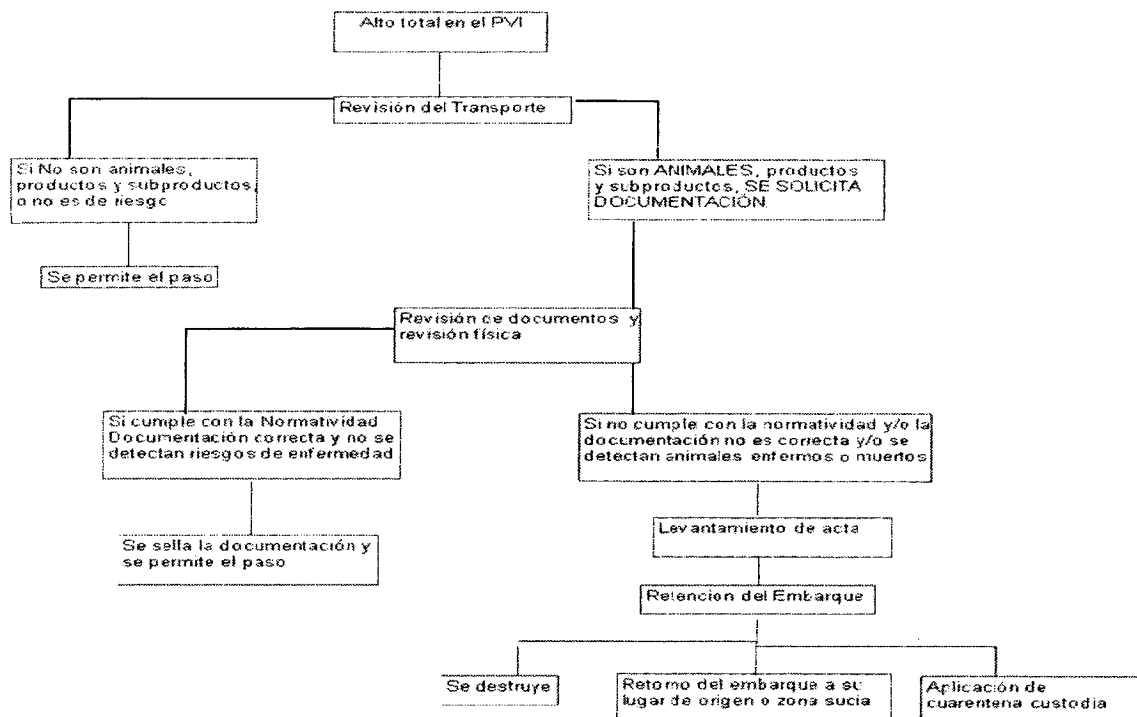 Alto total en el PVI
Revisión del Transporte
Si No son animales,
productos y subproductos,
o no es de riesgo
Si son ANIMALES, productos
y subproductos, SE SOLICITA
DOCUMENTACIÓN.
Se permite el paso
Revisión de documentos y
revisión física
Si cumple con la Normatividad
Documentación correcta y no se
detectan riesgos de enfermedad
Si no cumple con la normatividad y/o la
documentación no es correcta y/o se
detectan animales enfermos o muertos
Se sella la documentación y
se permite el paso
Levantamiento de acta
Retencion del Embarque
Se destruye
Retorno del embarque a su
lugar de origen o zona sucia
Aplicación de
cuarentena custodia